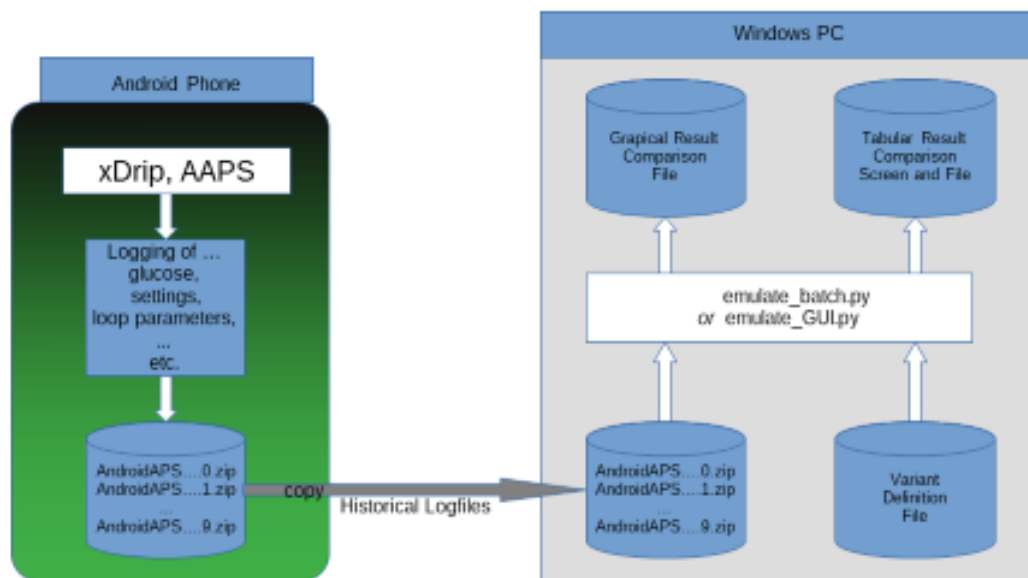 Android Phone
xDrip, AAPS
Logging of ...
glucose,
settings,
loop parameters,
...
etc.
AndroidAPS....0.zip
AndroidAPS....1.zip
...
AndroidAPS....9.zip
copy
Historical Logfiles
Windows PC
Grapical Result
Comparison
File
Tabular Result
Comparison
Screen and File
emulate_batch.py
or emulate_GUI.py
AndroidAPS....0.zip
AndroidAPS....1.zip
...
AndroidAPS....9.zip
Variant
Definition
File